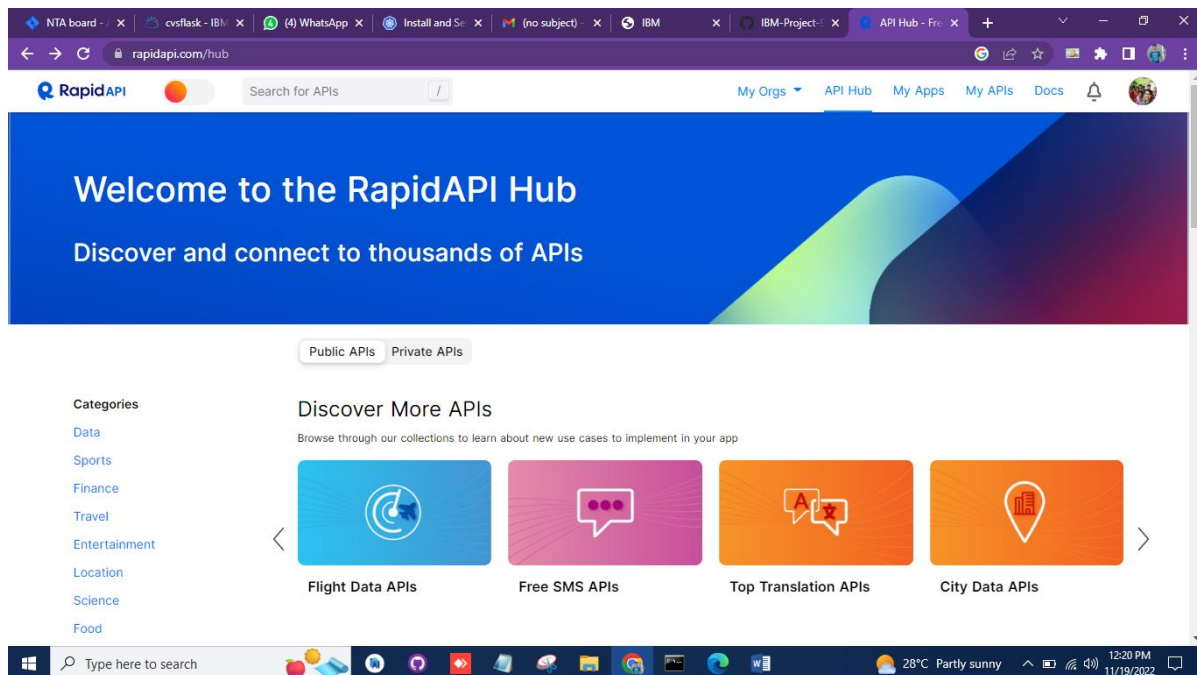 NTA board - / cvsflask - IBM (4) WhatsApp Install and Se (no subject) - IBM IBM-Project-9 API Hub - Fre
rapidapi.com/hub
Rapid API Search for APIs / My Orgs API Hub My Apps My APIs Docs
Welcome to the RapidAPI Hub
Discover and connect to thousands of APIs
Public APIs Private APIs
Categories
Data
Sports
Finance
Travel
Entertainment
Location
Science
Food
Discover More APIs
Browse through our collections to learn about new use cases to implement in your app
A 文
Flight Data APIs Free SMS APIs Top Translation APIs City Data APIs
Type here to search 28°C Partly sunny 12:20 PM
11/19/2022